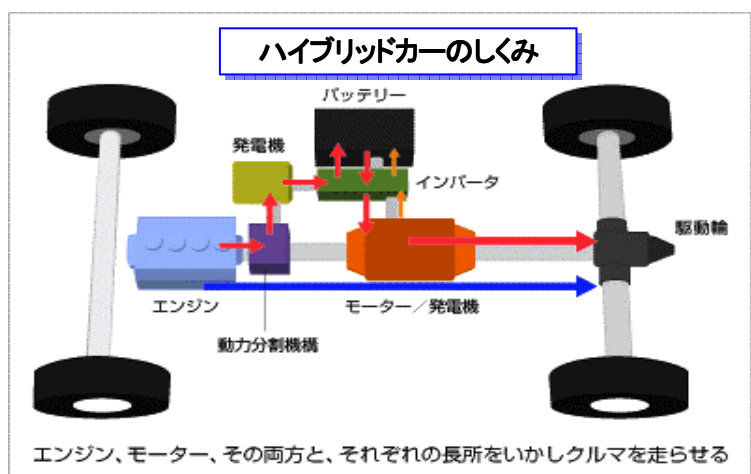 ハイブリッドカーのしくみ
バッテリー
発電機
インバータ
駆動輪
エンジン
モーター／発電機
動力分割機構
エンジン、モーター、その両方と、それぞれの長所をいかしクルマを走らせる